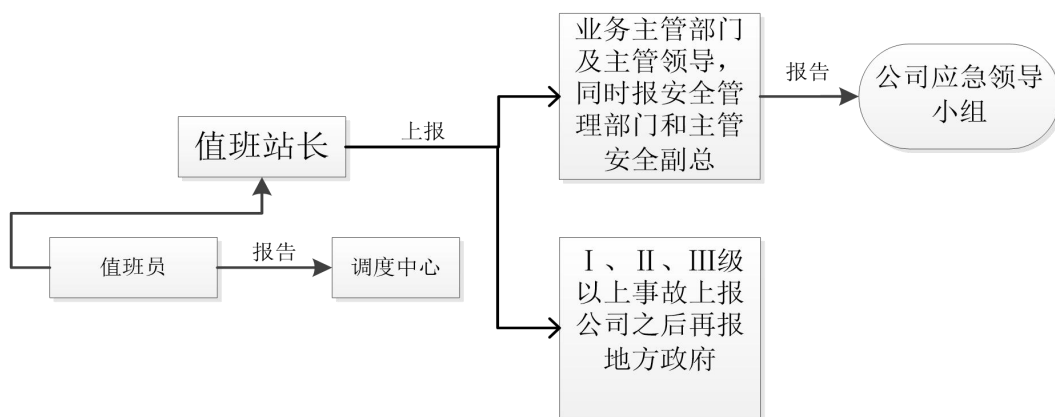 业务主管部门
及主管领导，
同时报安全管
理部门和主管
安全副总
报告
公司应急领导
小组
值班站长
上报
值班员
报告
调度中心
Ⅰ、Ⅱ、Ⅲ级
以上事故上报
公司之后再报
地方政府